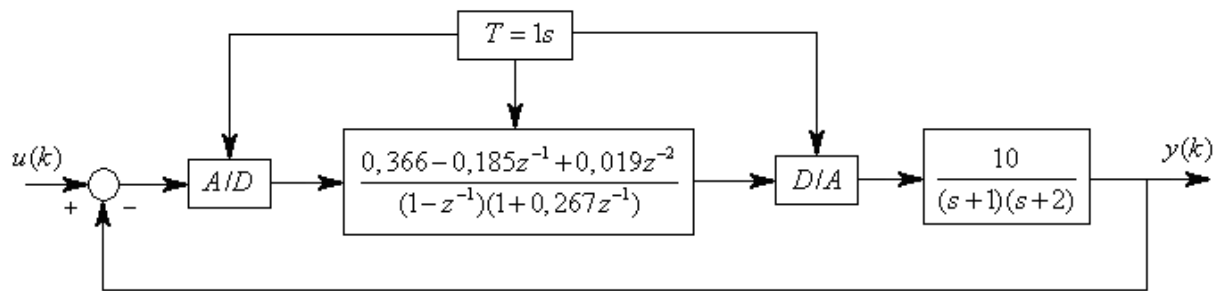 T = 1s
u(k)
+
−
A/D
0,366 − 0,185z⁻¹ + 0,019z⁻²
(1 − z⁻¹)(1 + 0,267z⁻¹)
D/A
10
(s + 1)(s + 2)
y(k)